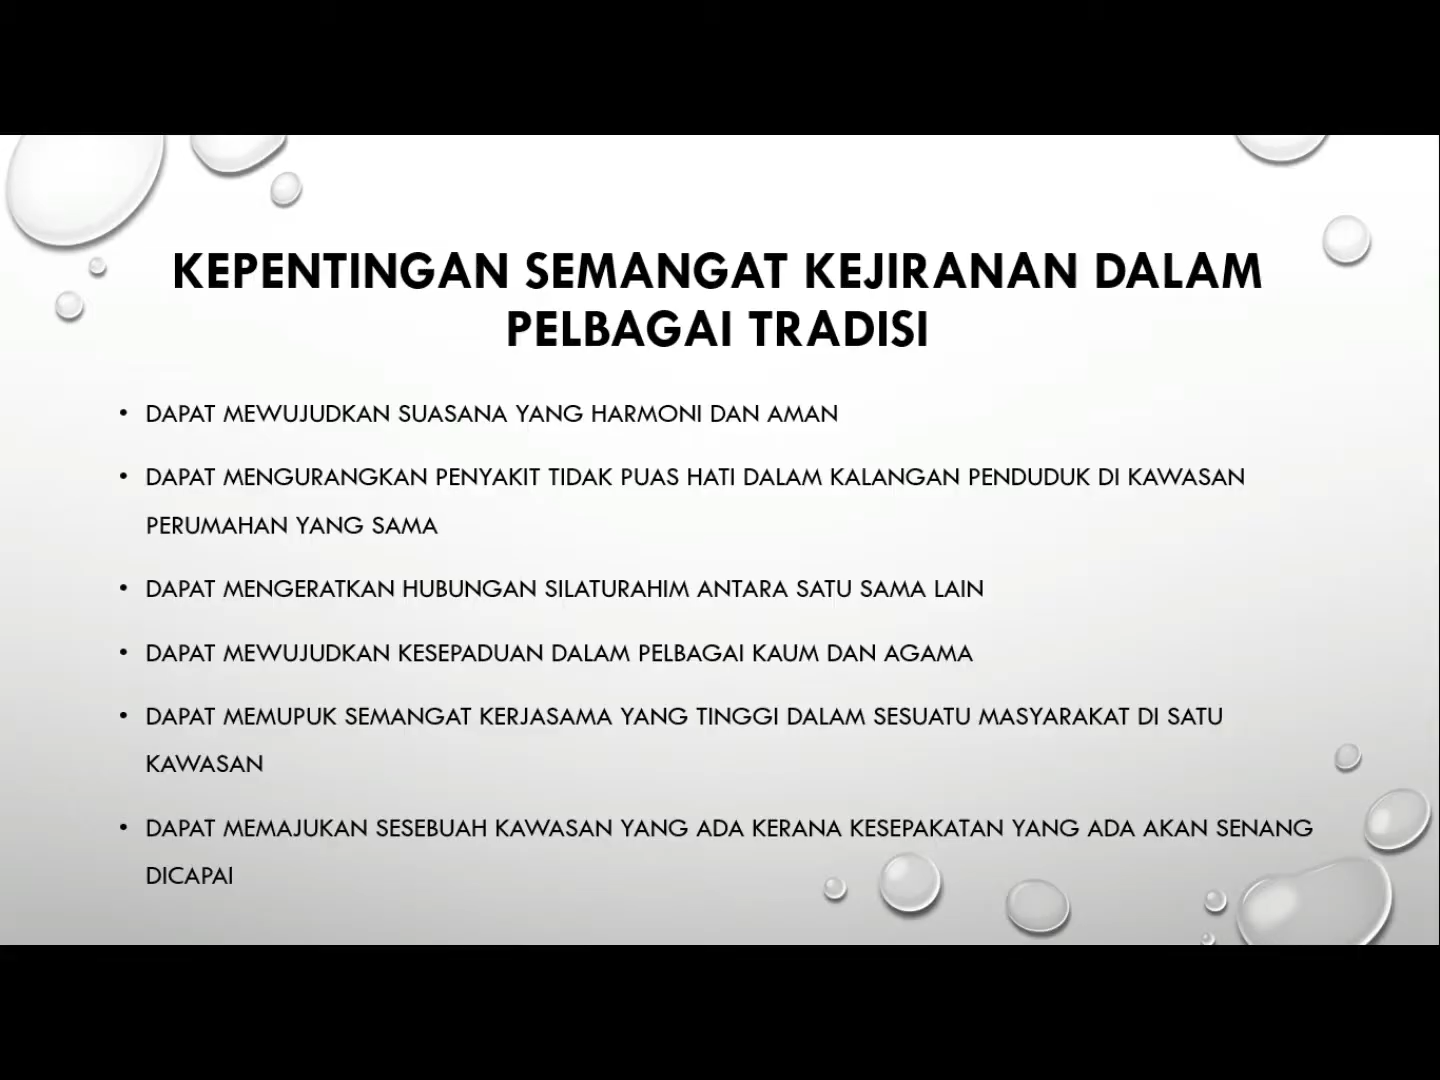 KEPENTINGAN SEMANGAT KEJIRANAN DALAM
PELBAGAI TRADISI
• DAPAT MEWUJUDKAN SUASANA YANG HARMONI DAN AMAN
• DAPAT MENGURANGKAN PENYAKIT TIDAK PUAS HATI DALAM KALANGAN PENDUDUK DI KAWASAN
PERUMAHAN YANG SAMA
• DAPAT MENGERATKAN HUBUNGAN SILATURAHIM ANTARA SATU SAMA LAIN
• DAPAT MEWUJUDKAN KESEPADUAN DALAM PELBAGAI KAUM DAN AGAMA
• DAPAT MEMUPUK SEMANGAT KERJASAMA YANG TINGGI DALAM SESUATU MASYARAKAT DI SATU
KAWASAN
• DAPAT MEMAJUKAN SESEBUAH KAWASAN YANG ADA KERANA KESEPAKATAN YANG ADA AKAN SENANG
DICAPAI